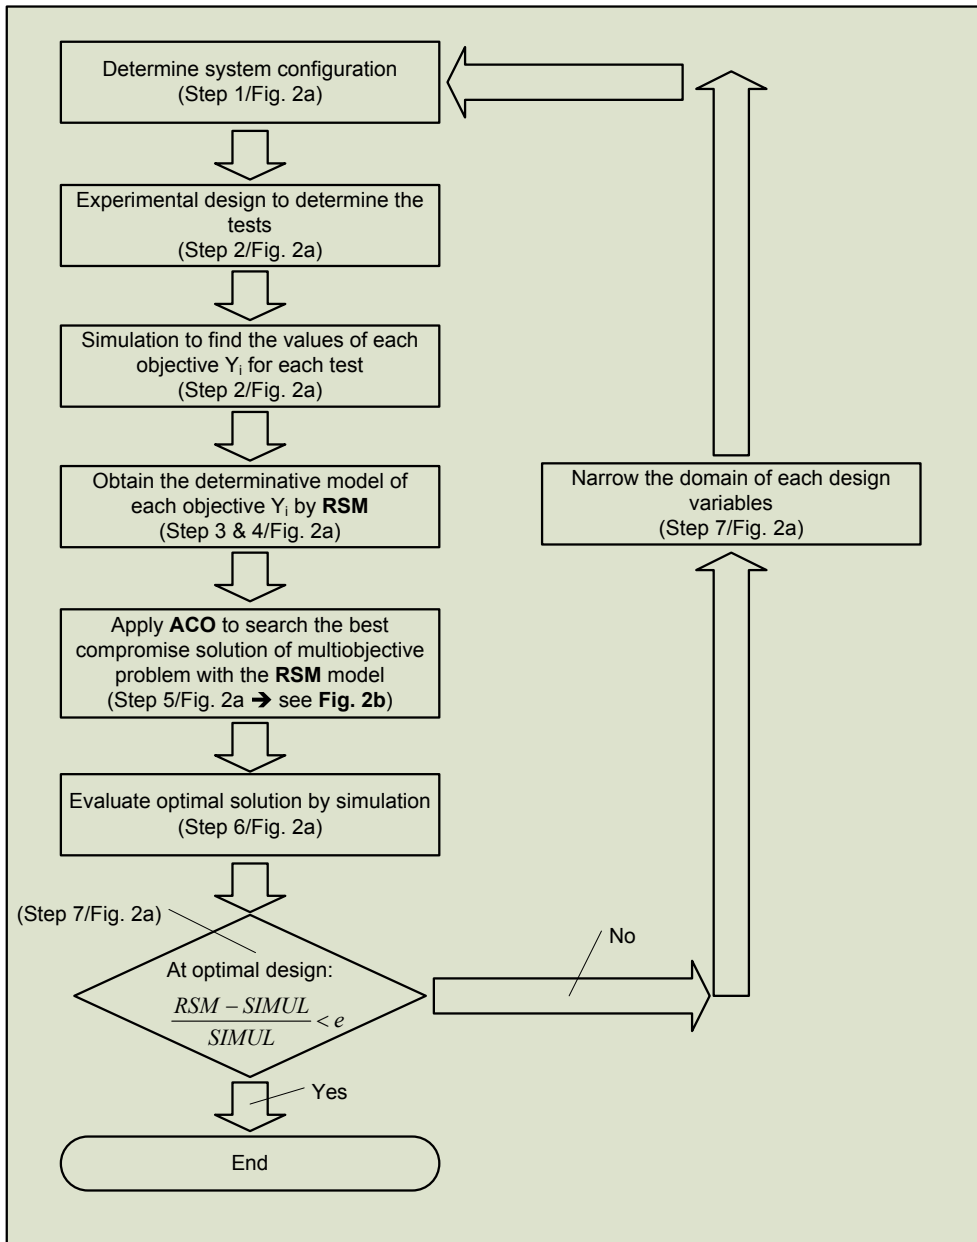 Determine system configuration
(Step 1/Fig. 2a)
Experimental design to determine the
tests
(Step 2/Fig. 2a)
Simulation to find the values of each
objective Yi for each test
(Step 2/Fig. 2a)
Obtain the determinative model of
each objective Yi by RSM
(Step 3 & 4/Fig. 2a)
Apply ACO to search the best
compromise solution of multiobjective
problem with the RSM model
(Step 5/Fig. 2a ➔ see Fig. 2b)
Evaluate optimal solution by simulation
(Step 6/Fig. 2a)
(Step 7/Fig. 2a)
At optimal design:
RSM – SIMUL
SIMUL
< e
Yes
End
No
Narrow the domain of each design
variables
(Step 7/Fig. 2a)